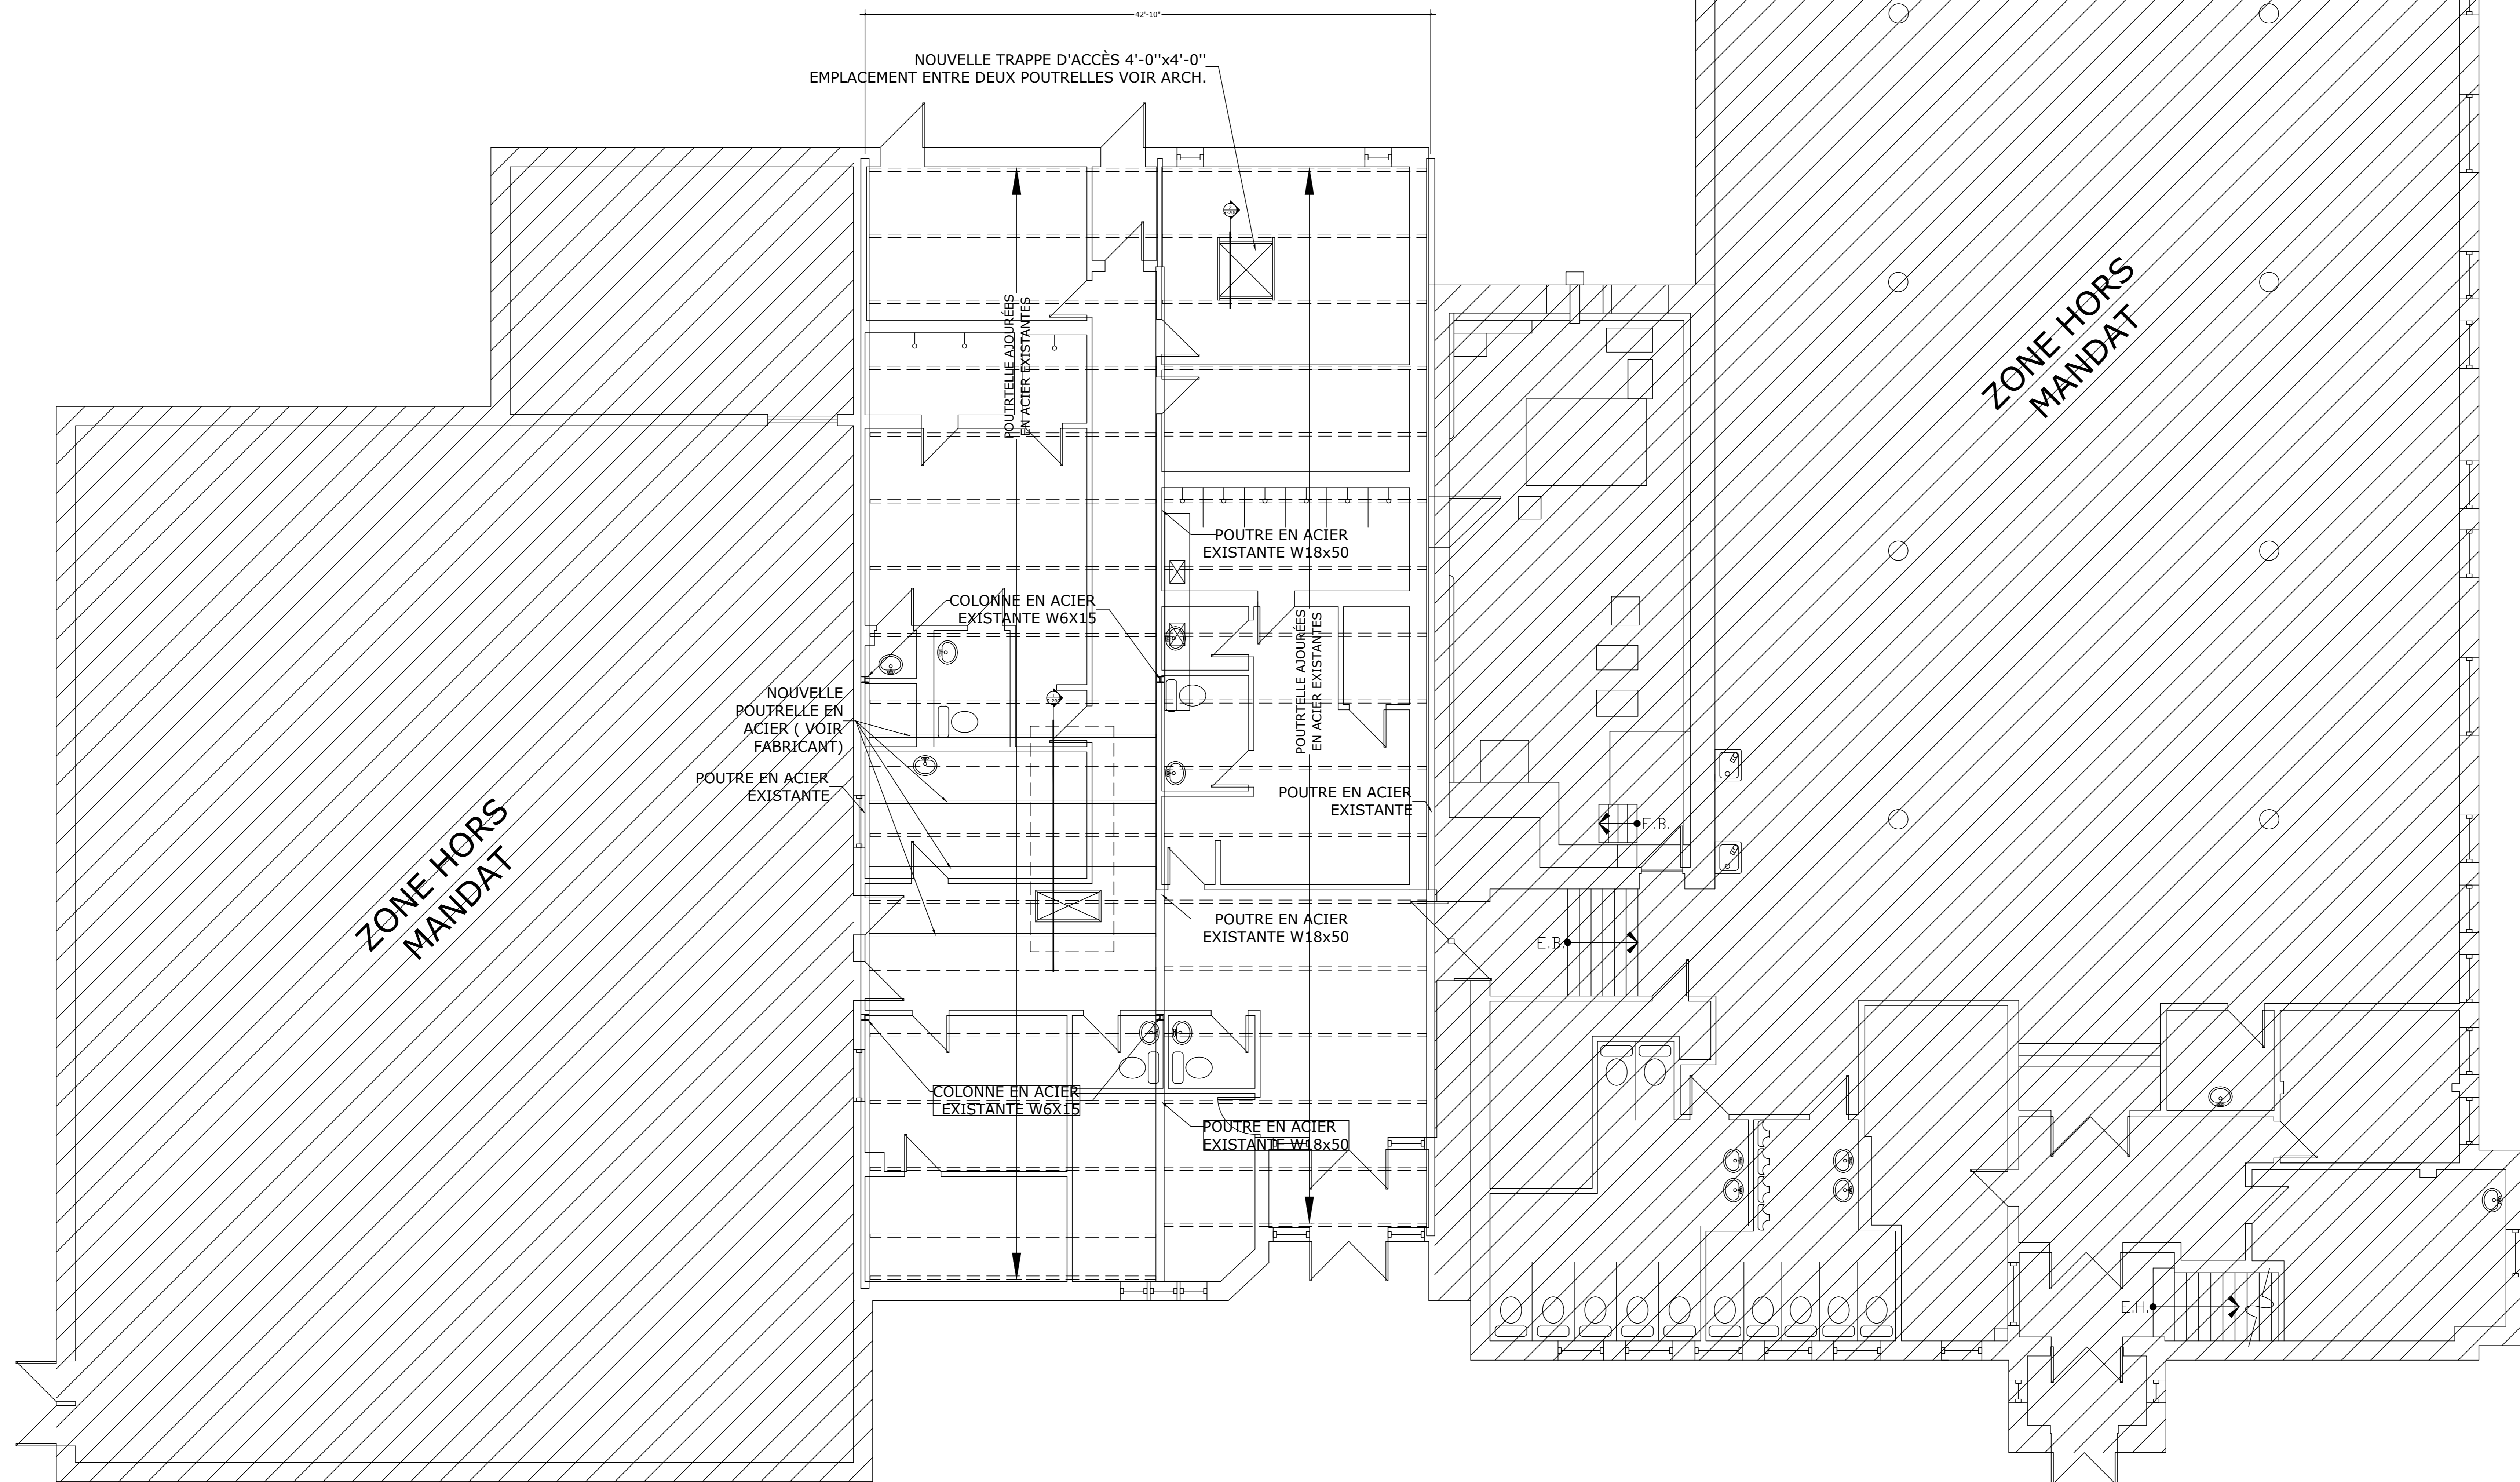 42'-10"
NOUVELLE TRAPPE D'ACCÈS 4'-0''x4'-0''
EMPLACEMENT ENTRE DEUX POUTRELLES VOIR ARCH.
ZONE HORS
MANDAT
POUTRTELLE AJOURÉES
EN ACIER EXISTANTES
POUTRE EN ACIER
EXISTANTE W18x50
COLONNE EN ACIER
EXISTANTE W6X15
POUTRTELLE AJOURÉES
EN ACIER EXISTANTES
NOUVELLE
POUTRELLE EN
ACIER ( VOIR
FABRICANT)
POUTRE EN ACIER
EXISTANTE
POUTRE EN ACIER
EXISTANTE
E.B.
ZONE HORS
MANDAT
POUTRE EN ACIER
EXISTANTE W18x50
E.B.
COLONNE EN ACIER
EXISTANTE W6X15
POUTRE EN ACIER
EXISTANTE W18x50
E.H.